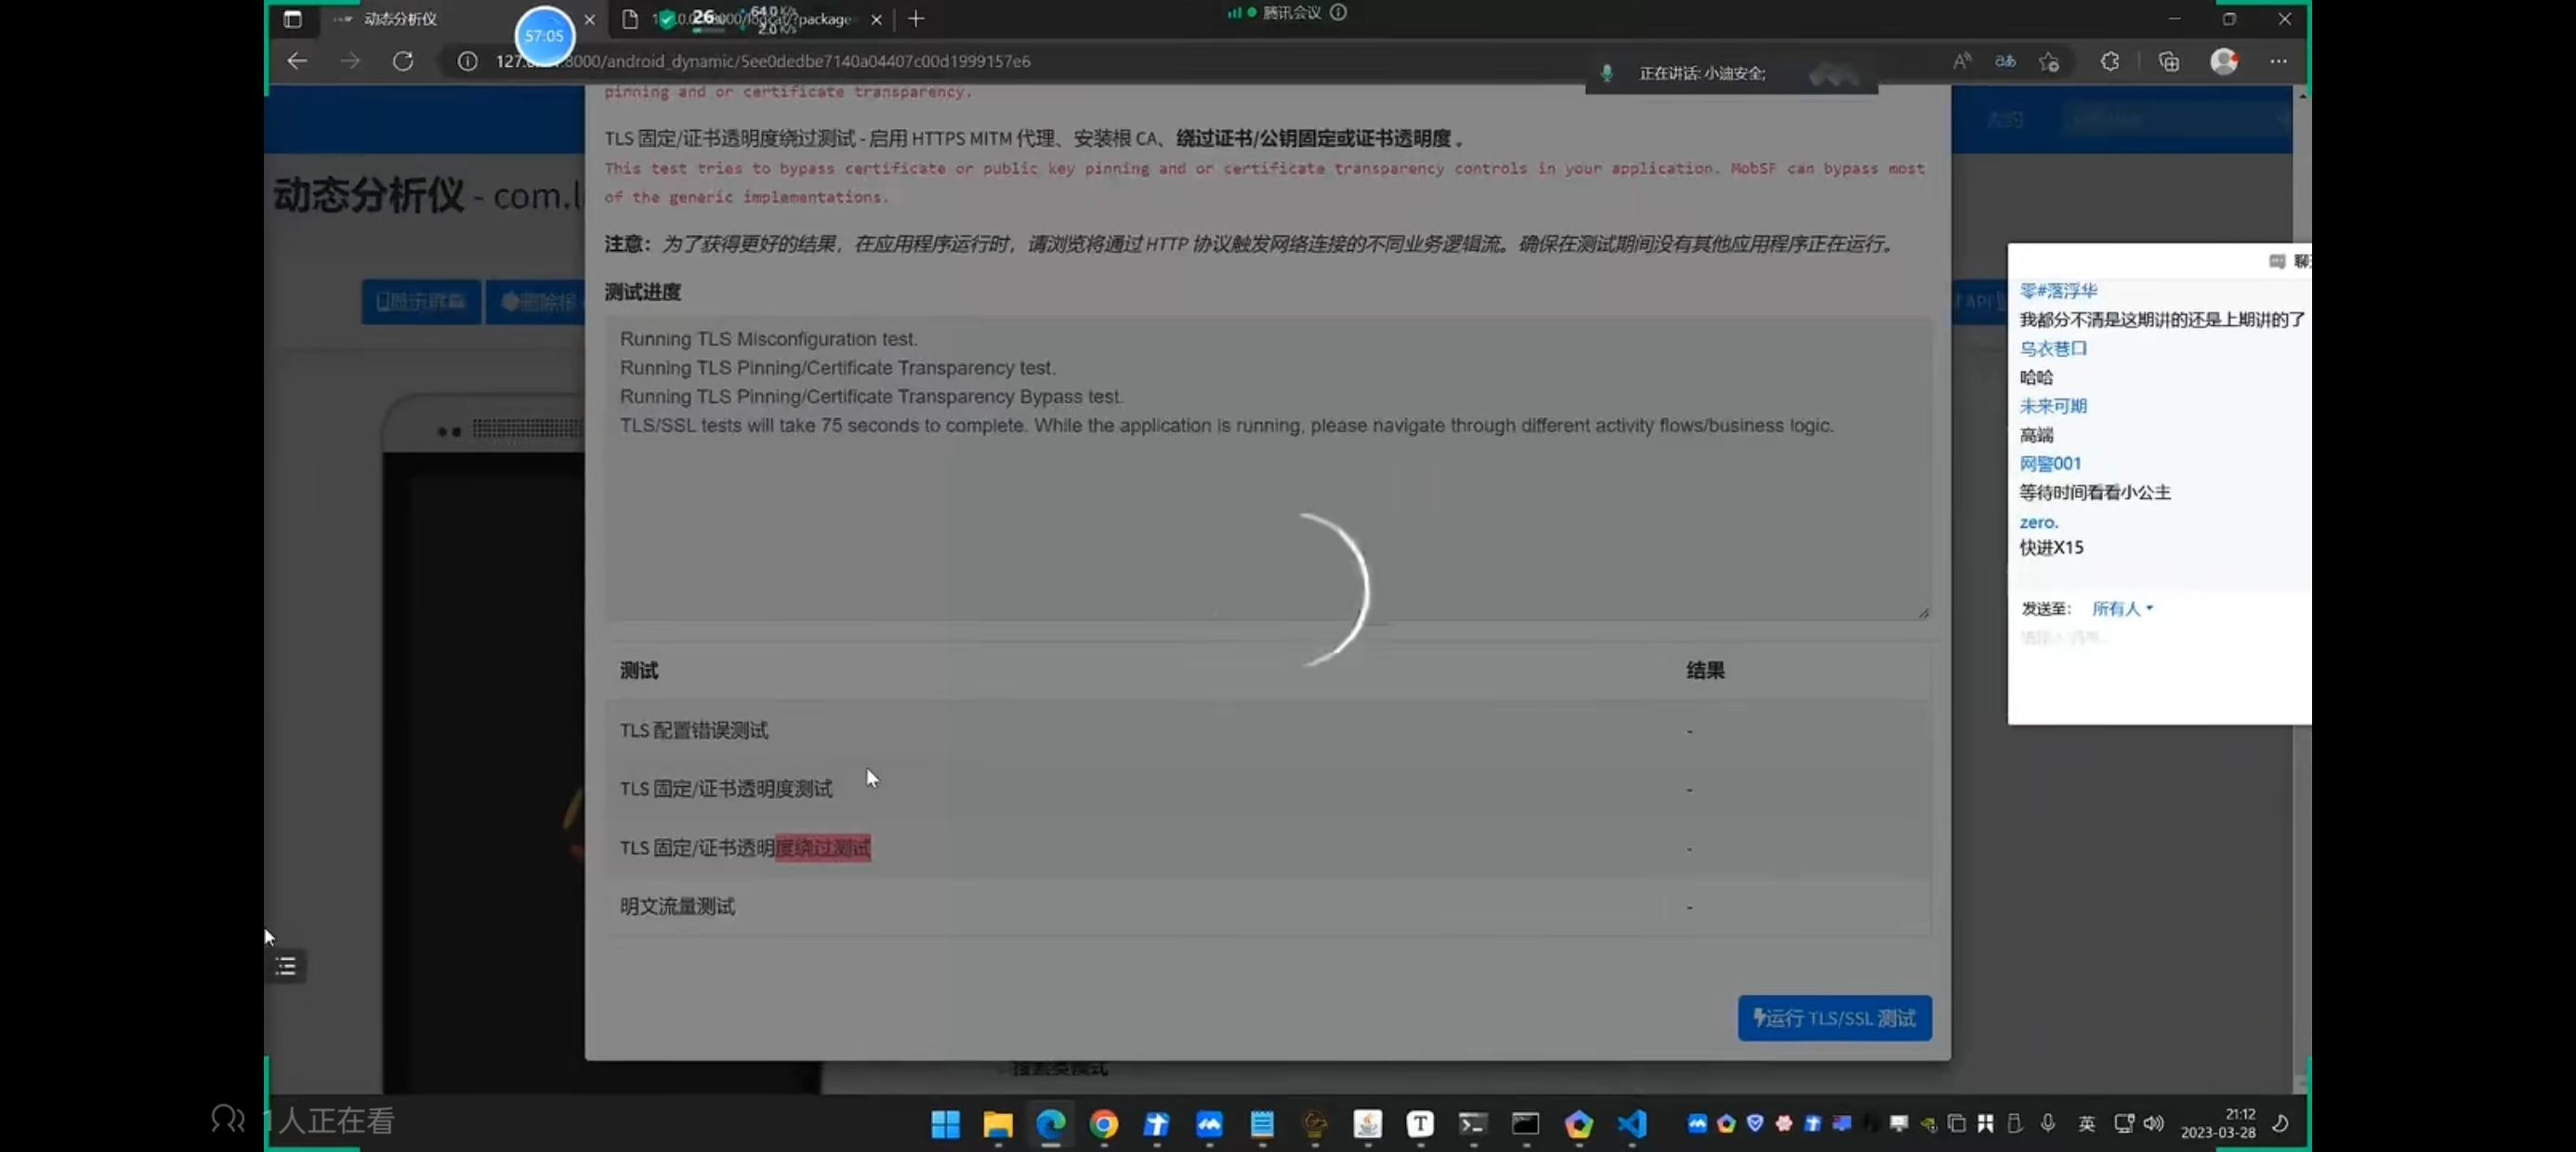 腾讯会议
动态分析仪
57:05
26
64.0 K/s
2.0 K/s
/logcat/?package
127.0.0.1:8000/android_dynamic/5ee0dedbe7140a04407c00d1999157e6
正在讲话: 小迪安全;
pinning and or certificate transparency.
TLS 固定/证书透明度绕过测试 - 启用 HTTPS MITM 代理、安装根 CA、绕过证书/公钥固定或证书透明度 。
This test tries to bypass certificate or public key pinning and or certificate transparency controls in your application. MobSF can bypass most
of the generic implementations.
动态分析仪 - com.l
注意： 为了获得更好的结果，在应用程序运行时，请浏览将通过 HTTP 协议触发网络连接的不同业务逻辑流。确保在测试期间没有其他应用程序正在运行。
测试进度
显示屏幕
删除根
Running TLS Misconfiguration test.
Running TLS Pinning/Certificate Transparency test.
Running TLS Pinning/Certificate Transparency Bypass test.
TLS/SSL tests will take 75 seconds to complete. While the application is running, please navigate through different activity flows/business logic.
测试 结果
TLS 配置错误测试 -
TLS 固定/证书透明度测试 -
TLS 固定/证书透明度绕过测试 -
明文流量测试 -
运行 TLS/SSL 测试
零#落浮华
我都分不清是这期讲的还是上期讲的了
乌衣巷口
哈哈
未来可期
高端
网警001
等待时间看看小公主
zero.
快进X15
发送至： 所有人
1人正在看
英
21:12
2023-03-28